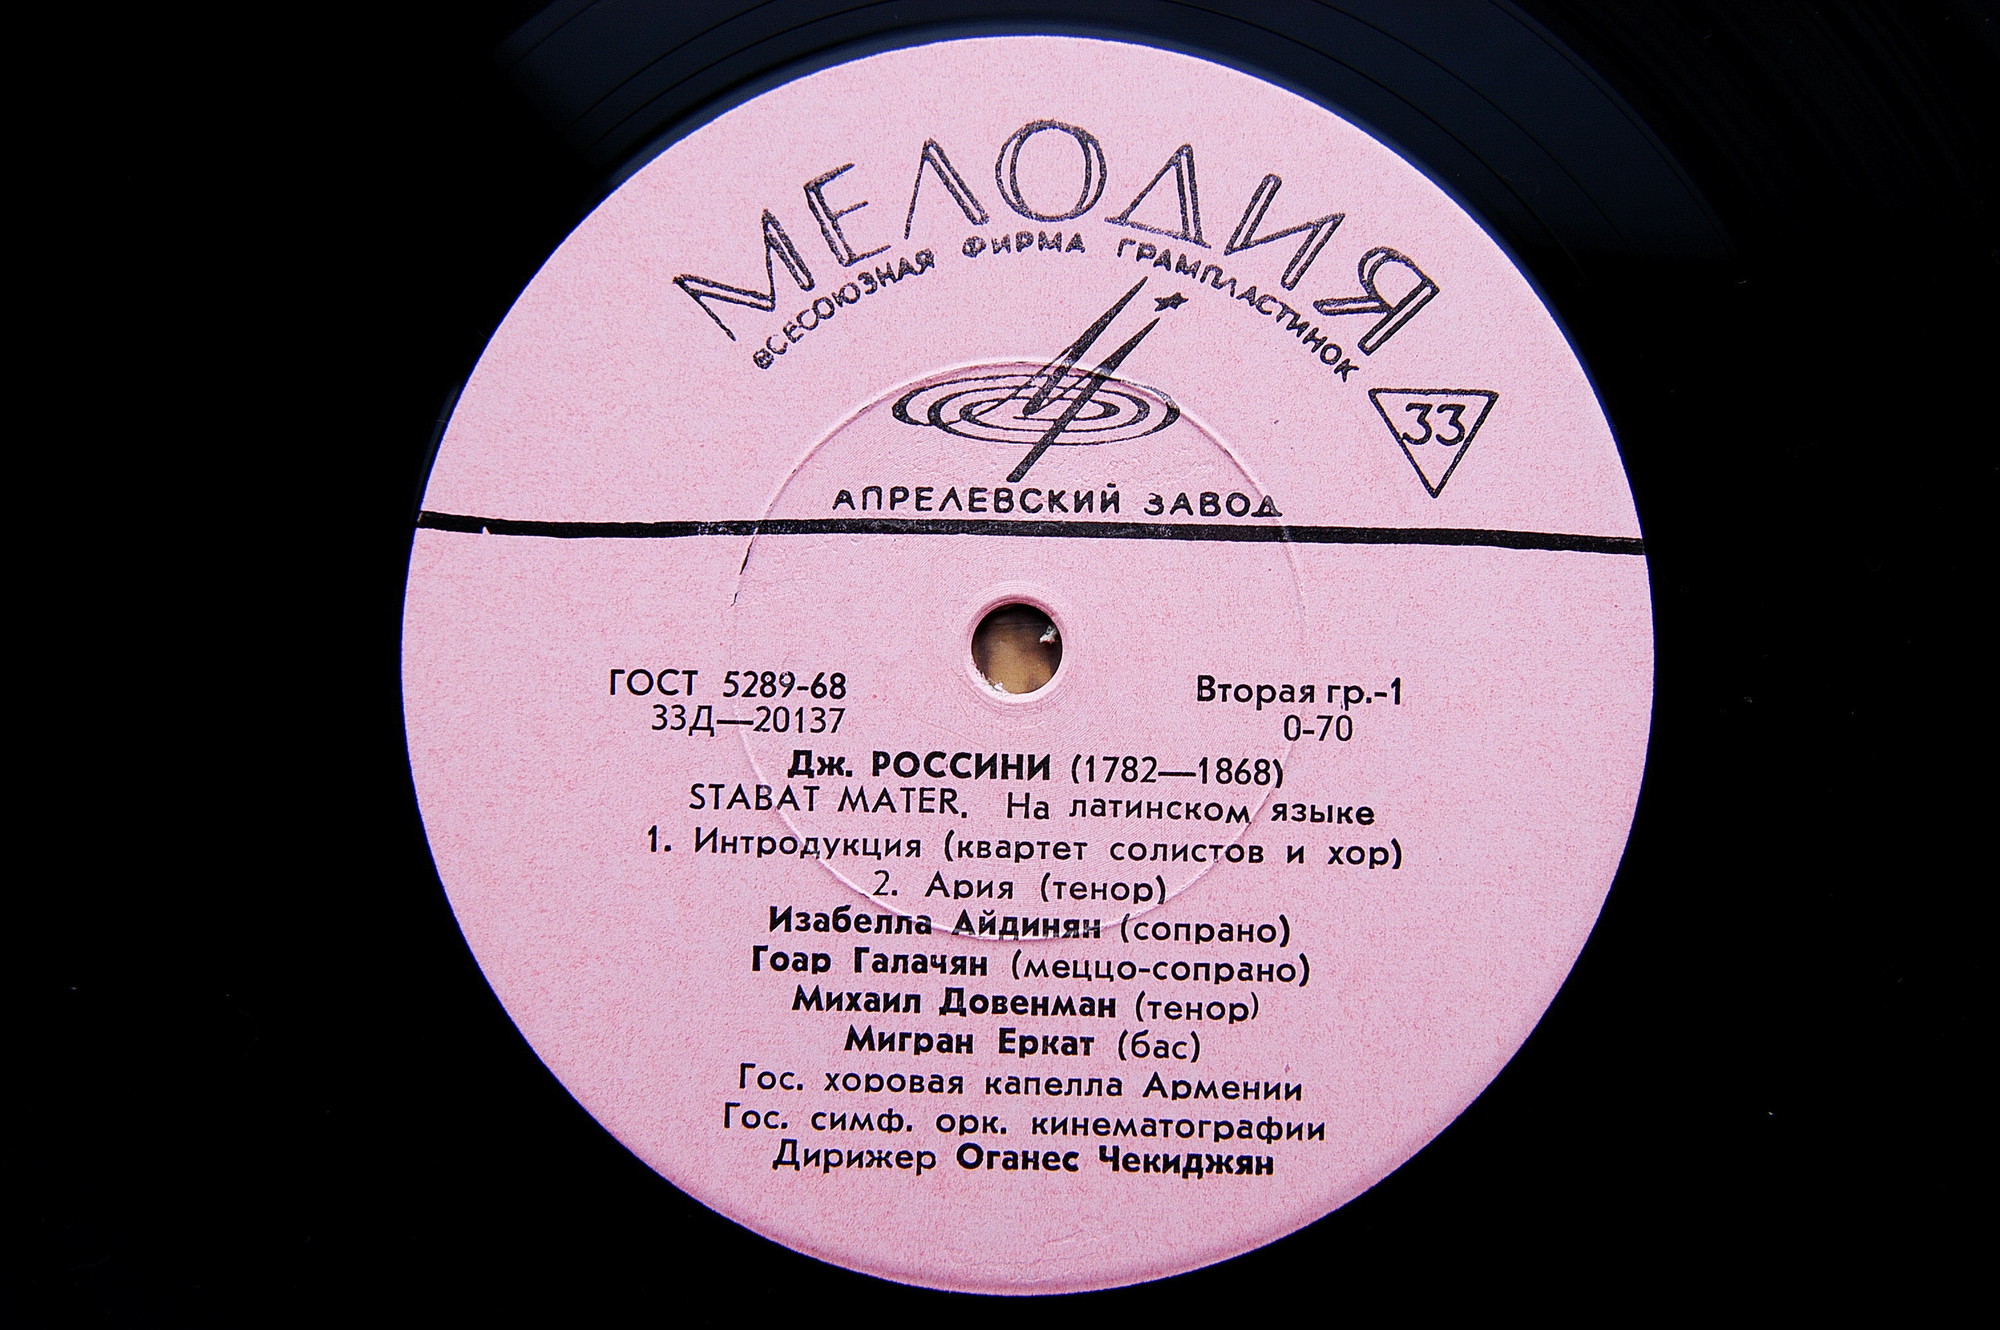 МЕЛОДИЯ
ВСЕСОЮЗНАЯ ФИРМА ГРАМПЛАСТИНОК
33
АПРЕЛЕВСКИЙ ЗАВОД
ГОСТ 5289-68
Вторая гр.-1
33Д—20137
0-70
Дж. РОССИНИ (1782—1868)
STABAT MATER. На латинском языке
1. Интродукция (квартет солистов и хор)
2. Ария (тенор)
Изабелла Айдинян (сопрано)
Гоар Галачян (меццо-сопрано)
Михаил Довенман (тенор)
Мигран Еркат (бас)
Гос. хоровая капелла Армении
Гос. симф. орк. кинематографии
Дирижер Оганес Чекиджян